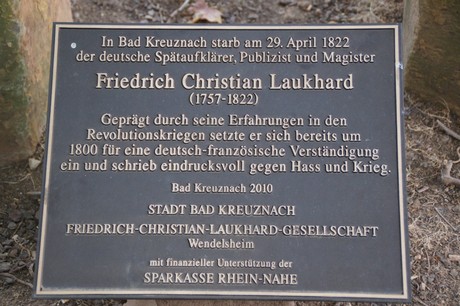 In Bad Kreuznach starb am 29. April 1822
der deutsche Spätaufklärer, Publizist und Magister
Friedrich Christian Laukhard
(1757-1822)
Geprägt durch seine Erfahrungen in den
Revolutionskriegen setzte er sich bereits um
1800 für eine deutsch-französische Verständigung
ein und schrieb eindrucksvoll gegen Hass und Krieg.
Bad Kreuznach 2010
STADT BAD KREUZNACH
FRIEDRICH-CHRISTIAN-LAUKHARD-GESELLSCHAFT
Wendelsheim
mit finanzieller Unterstützung der
SPARKASSE RHEIN-NAHE